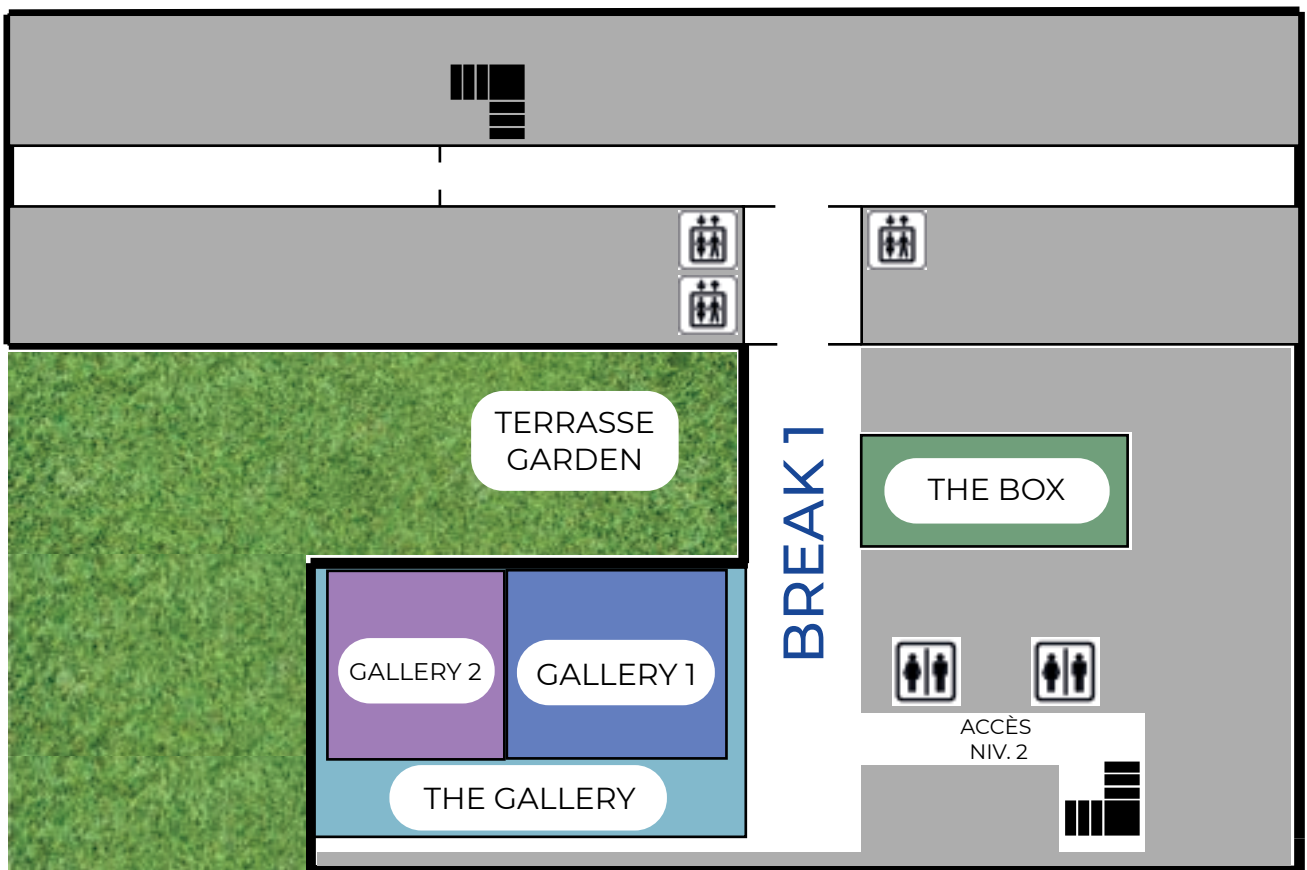 TERRASSE
GARDEN
BREAK 1
THE BOX
GALLERY 2
GALLERY 1
ACCÈS
NIV. 2
THE GALLERY